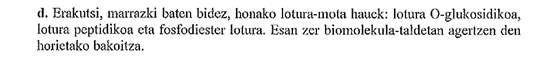 d. Erakutsi, marrazki baten bidez, honako lotura-mota hauek: lotura O-glukosidikoa,
lotura peptidikoa eta fosfodiester lotura. Esan zer biomolekula-taldetan agertzen den
horietako bakoitza.